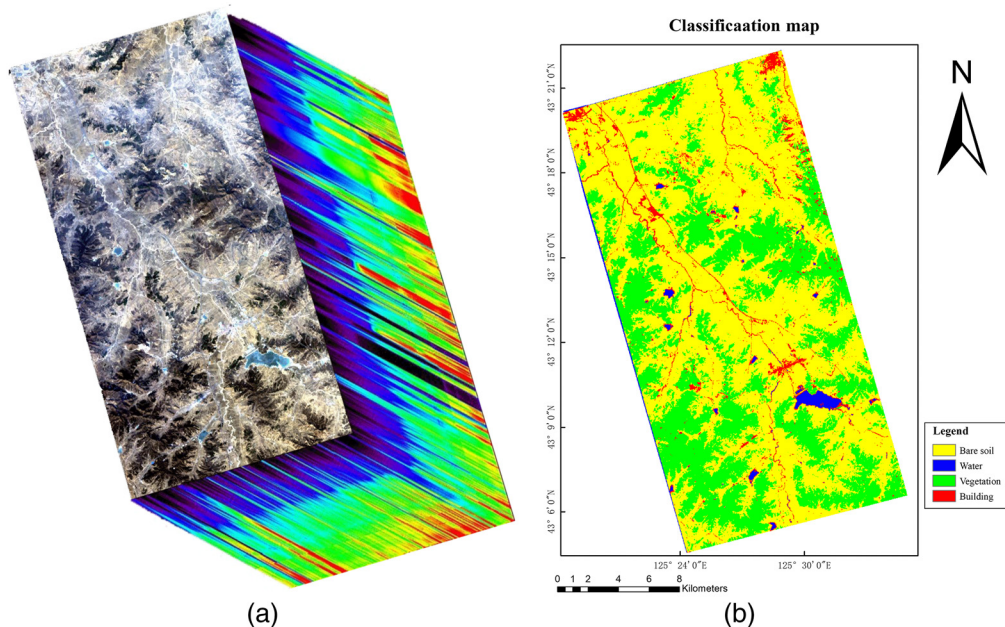 Classificaation map
N
43° 21′ 0″N
43° 18′ 0″N
43° 15′ 0″N
43° 12′ 0″N
43° 9′ 0″N
43° 6′ 0″N
Legend
Bare soil
Water
Vegetation
Building
125° 24′ 0″E
125° 30′ 0″E
0 1 2 4 6 8
Kilometers
(a)
(b)